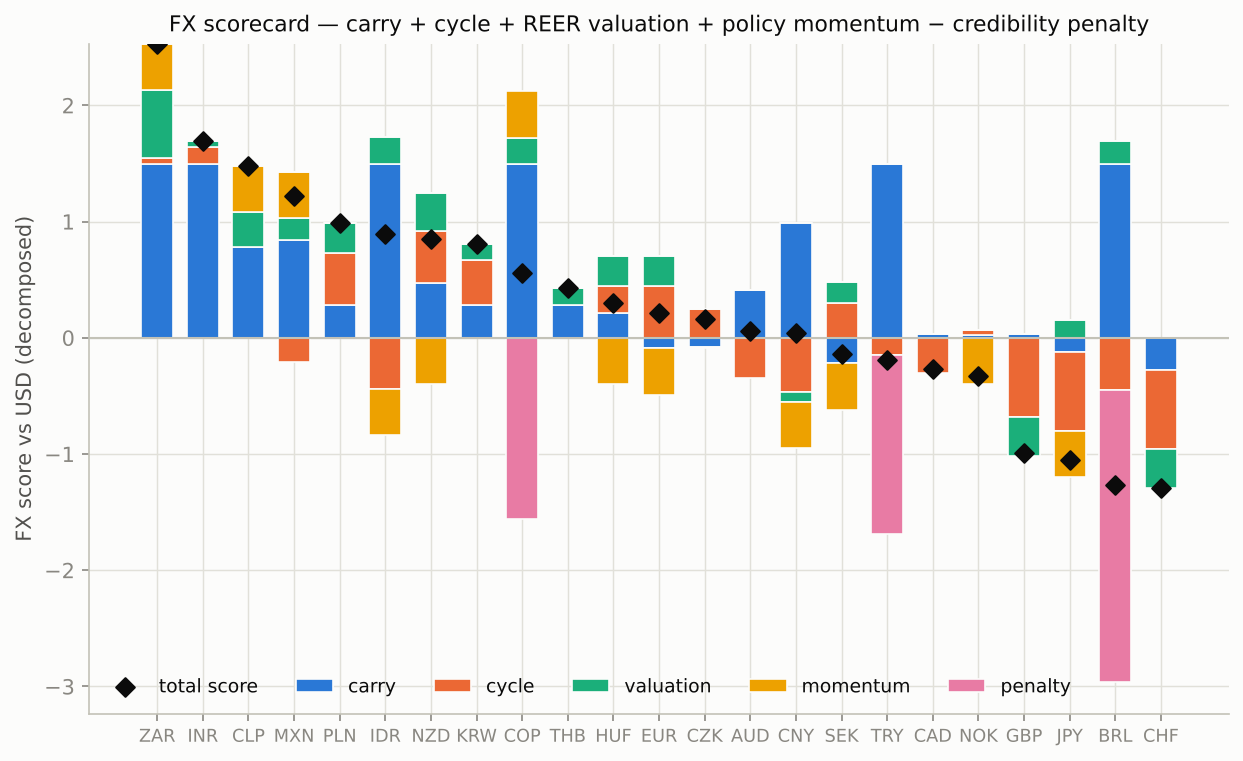 FX scorecard — carry + cycle + REER valuation + policy momentum − credibility penalty
FX score vs USD (decomposed)
2
1
0
−1
−2
−3
total score carry cycle valuation momentum penalty
ZAR INR CLP MXN PLN IDR NZD KRW COP THB HUF EUR CZK AUD CNY SEK TRY CAD NOK GBP JPY BRL CHF